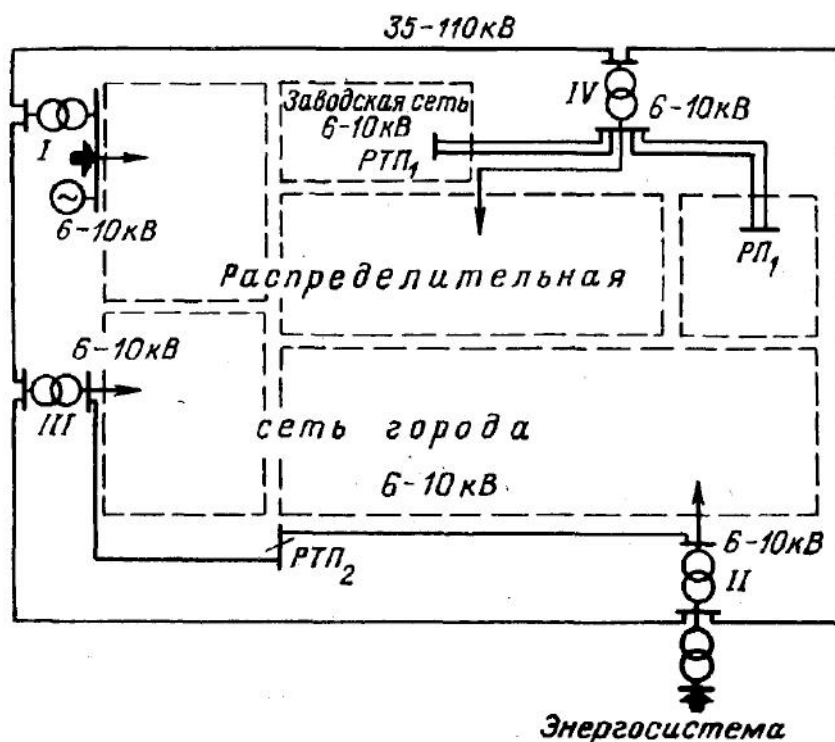 35-110кВ
Заводская сеть
6-10кВ
РТП₁
IV
6-10кВ
I
6-10кВ
РП₁
Распределительная
6-10кВ
III
сеть города
6-10кВ
РТП₂
6-10кВ
II
Энергосистема